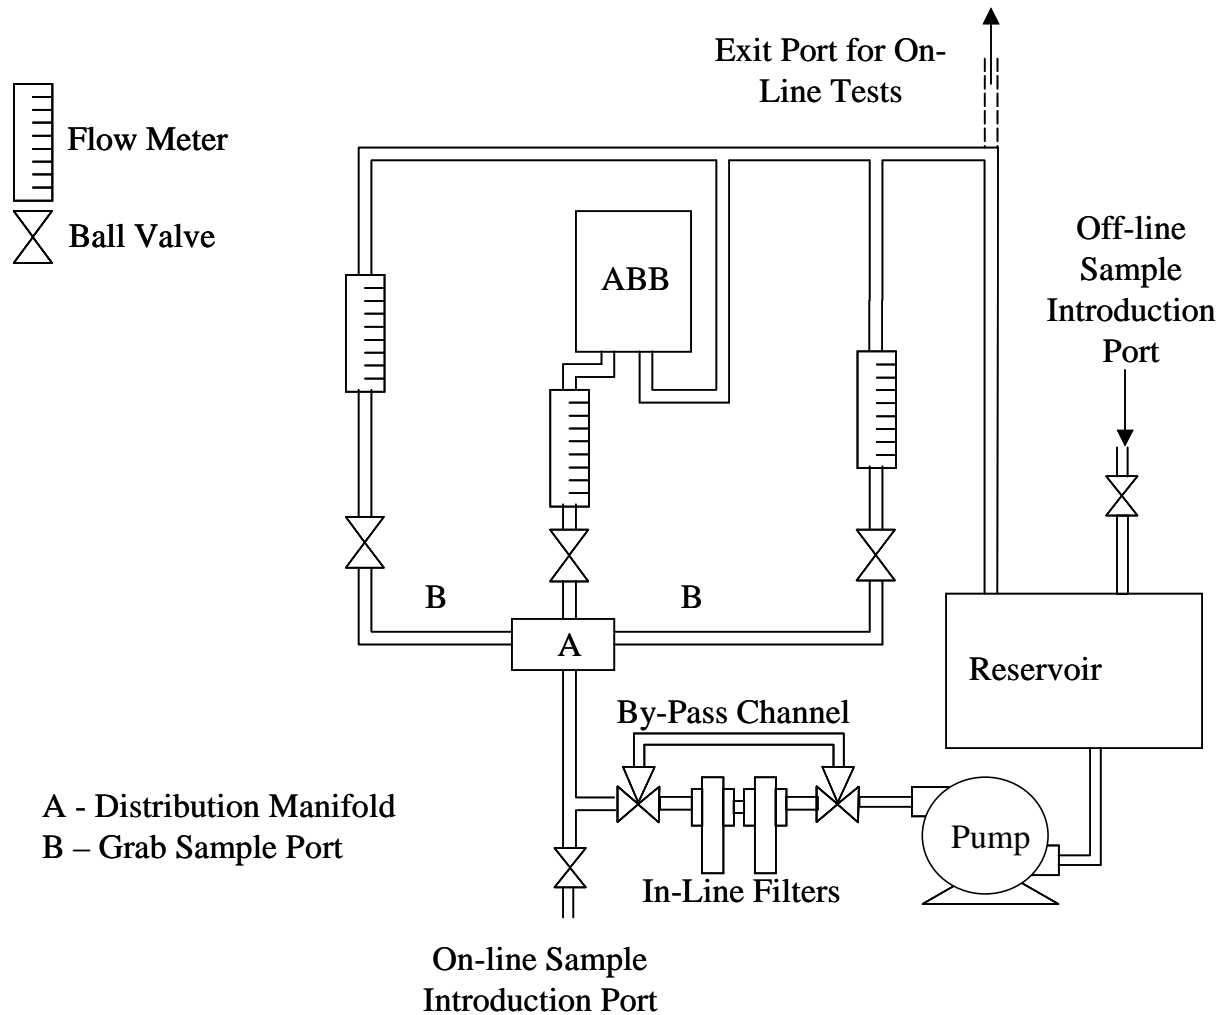 Exit Port for On-
Line Tests
Flow Meter
Ball Valve
ABB
Off-line
Sample
Introduction
Port
B
B
A
Reservoir
By-Pass Channel
A - Distribution Manifold
B – Grab Sample Port
Pump
In-Line Filters
On-line Sample
Introduction Port